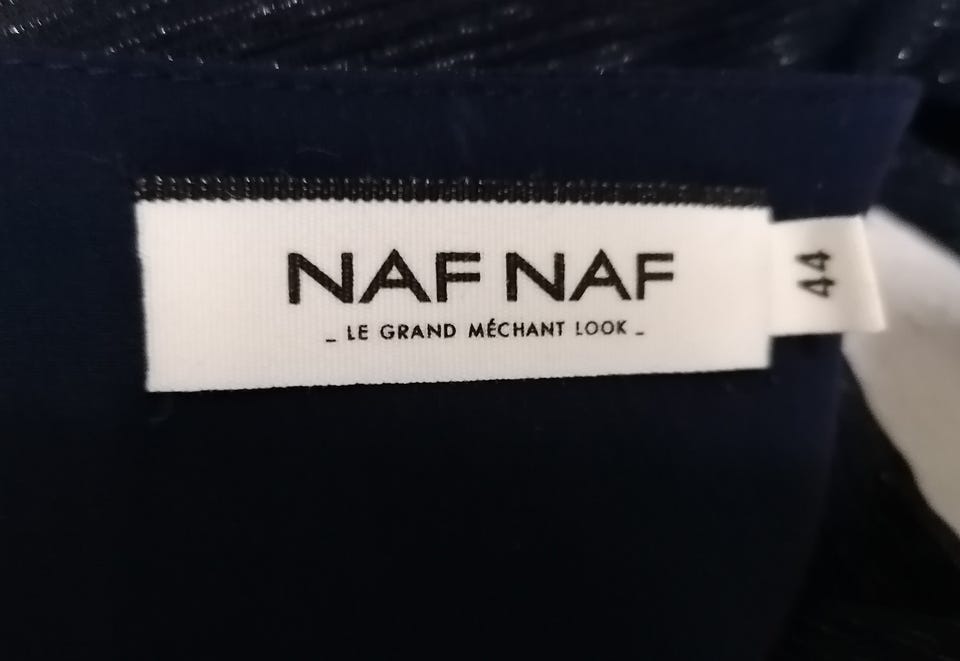 NAF NAF
_ LE GRAND MÉCHANT LOOK _
44